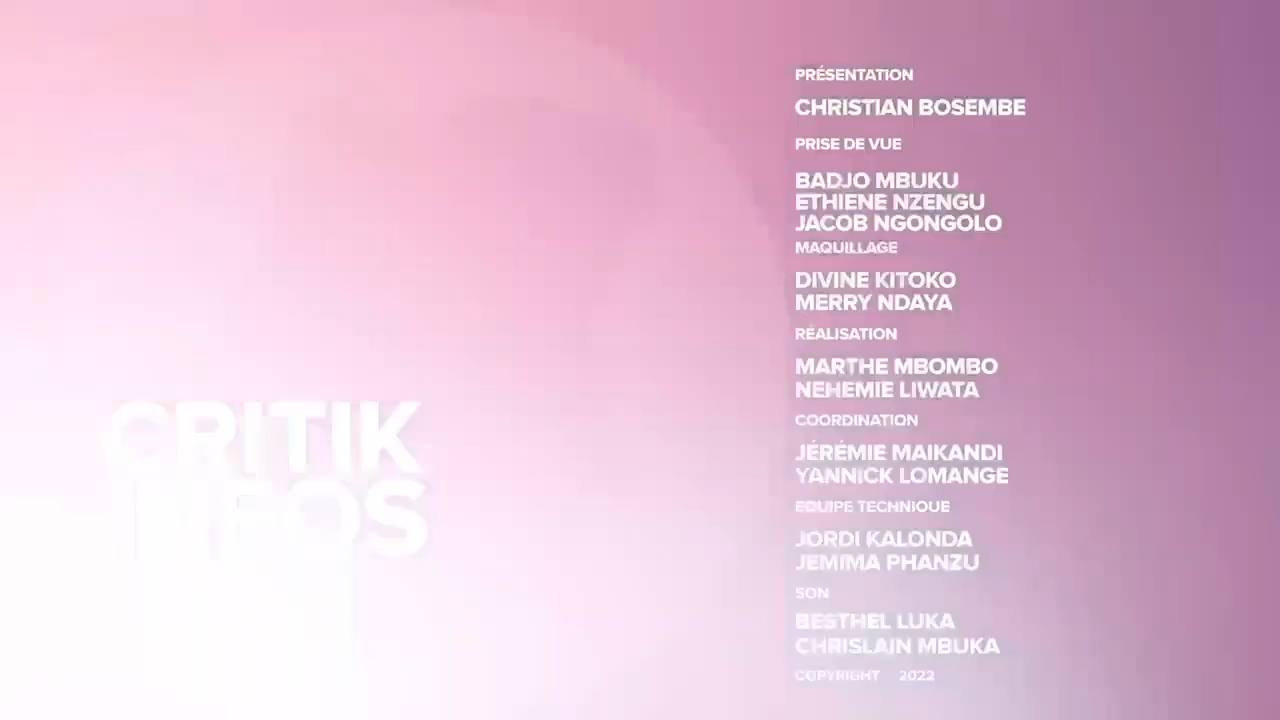 CRITIK
INFOS
PRÉSENTATION
CHRISTIAN BOSEMBE
PRISE DE VUE
BADJO MBUKU
ETHIENE NZENGU
JACOB NGONGOLO
MAQUILLAGE
DIVINE KITOKO
MERRY NDAYA
RÉALISATION
MARTHE MBOMBO
NEHEMIE LIWATA
COORDINATION
JÉRÉMIE MAIKANDI
YANNICK LOMANGE
EQUIPE TECHNIQUE
JORDI KALONDA
JEMIMA PHANZU
SON
BESTHEL LUKA
CHRISLAIN MBUKA
COPYRIGHT 2022